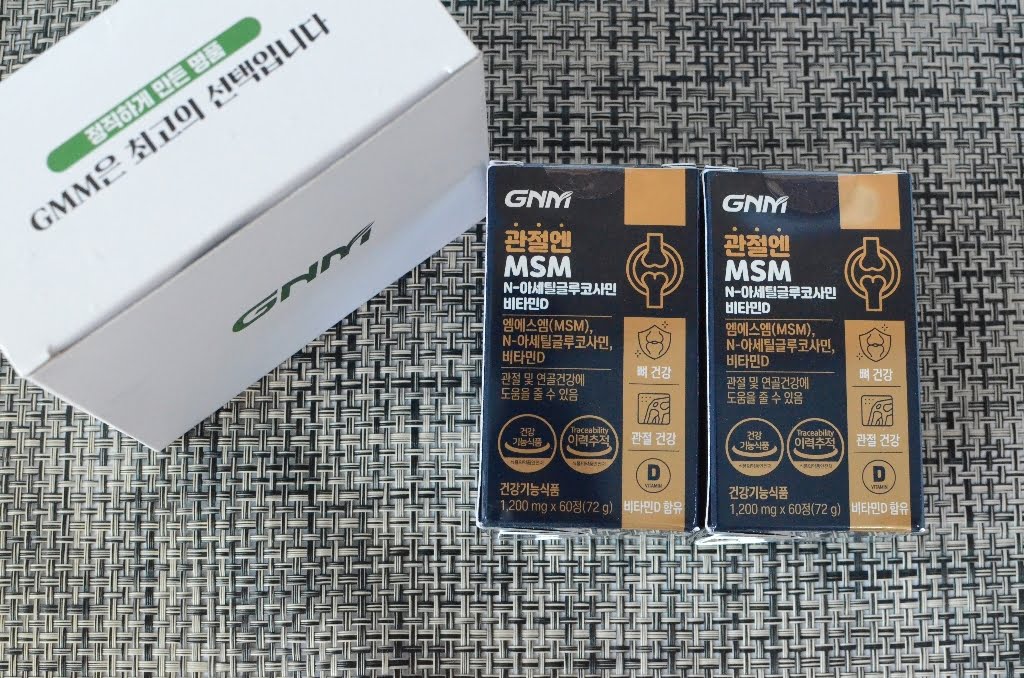 정직하게 만든 명품
GMM은 최고의 선택입니다
GNM
GNM
관절엔
MSM
N-아세틸글루코사민
비타민D
엠에스엠(MSM),
N-아세틸글루코사민,
비타민D
관절 및 연골건강에
도움을 줄 수 있음
건강
기능식품
Traceability
이력추적
건강기능식품
1,200 mg x 60정(72 g)
뼈 건강
관절 건강
D
VITAMIN
비타민D 함유
GNM
관절엔
MSM
N-아세틸글루코사민
비타민D
엠에스엠(MSM),
N-아세틸글루코사민,
비타민D
관절 및 연골건강에
도움을 줄 수 있음
건강
기능식품
Traceability
이력추적
건강기능식품
1,200 mg x 60정(72 g)
뼈 건강
관절 건강
D
VITAMIN
비타민D 함유